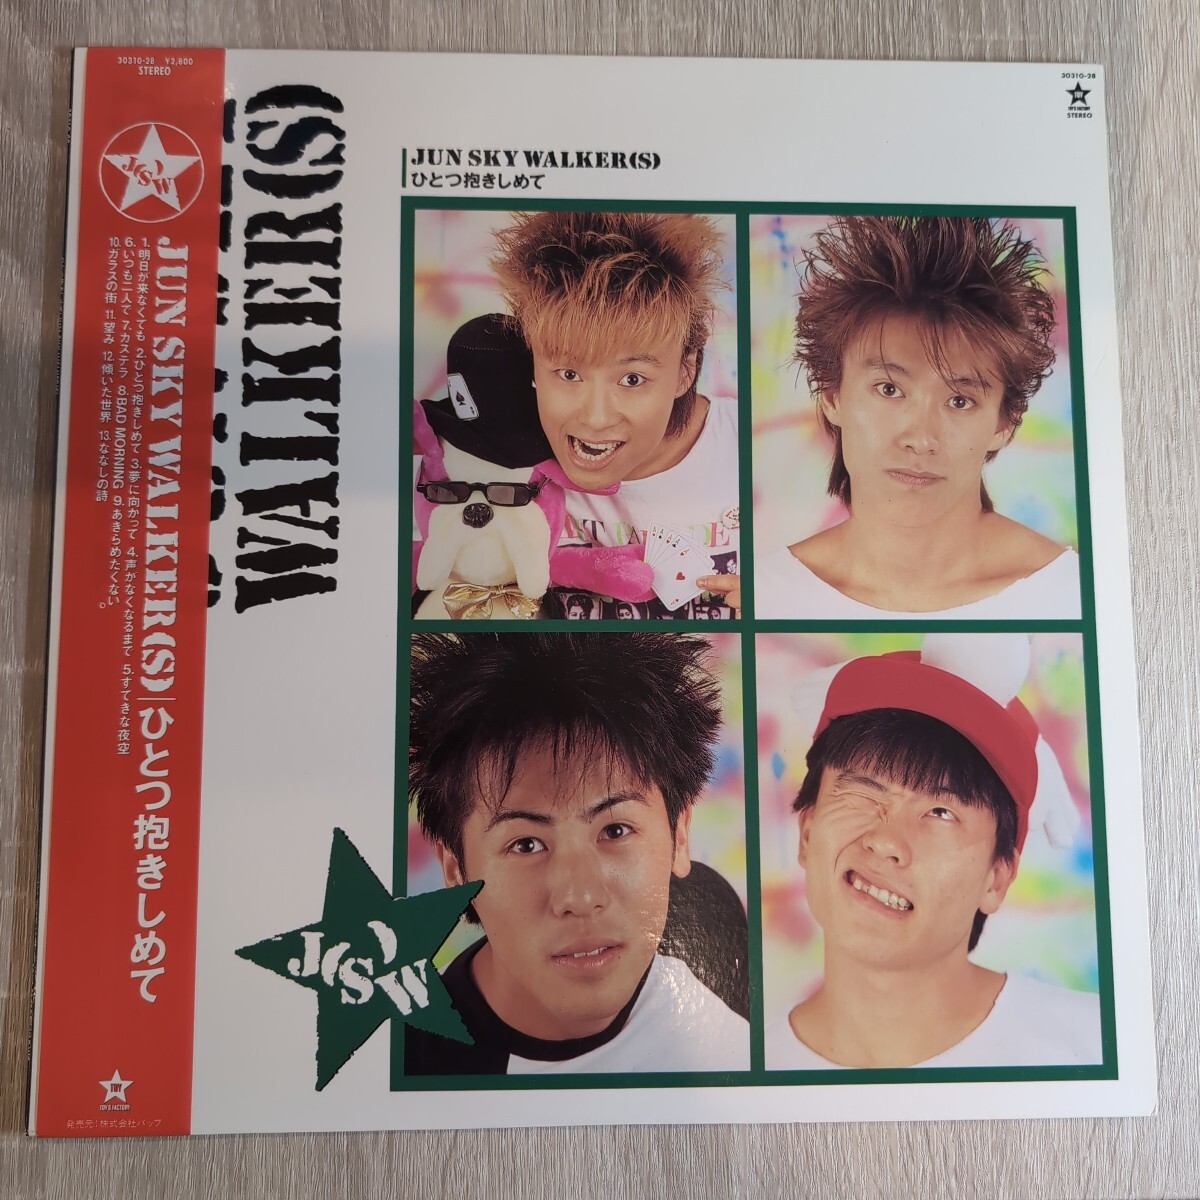 30310-28 ¥2,800
STEREO
J(S)W
JUN SKY WALKER(S)|ひとつ抱きしめて
1.明日が来なくても 2.ひとつ抱きしめて 3.夢に向かって 4.声がなくなるまで 5.すてきな夜空
6.いつも二人で 7.カステラ 8.BAD MORNING 9.あきらめたくない。
10.ガラスの街 11.望み 12.傾いた世界 13.ななしの詩
TOY
TOY'S FACTORY
発売元:株式会社バップ
WALKER(S)
JUN SKY WALKER(S)
ひとつ抱きしめて
30310-28
TOY
TOY'S FACTORY
STEREO
J(S)W